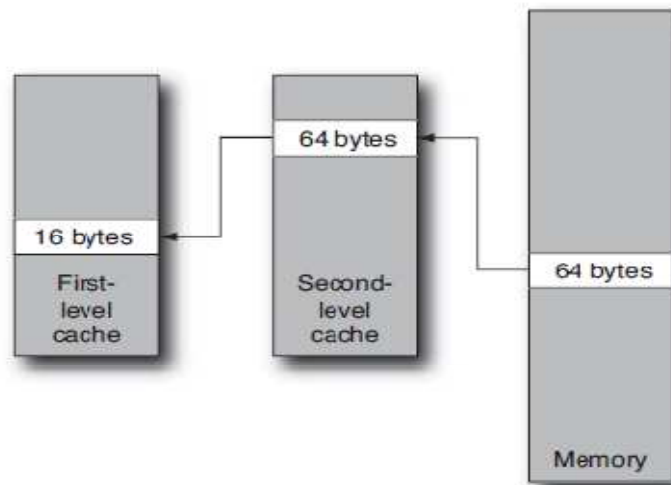 64 bytes
16 bytes
64 bytes
First-
level
cache
Second-
level
cache
Memory